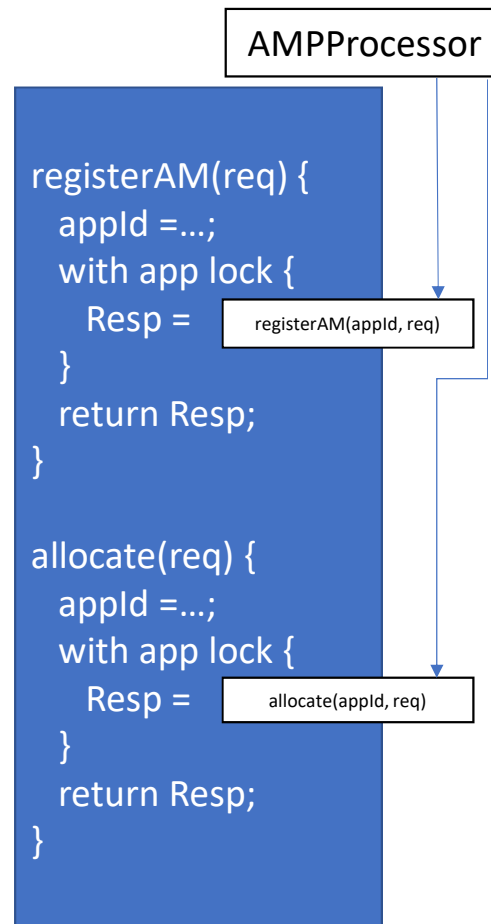 AMPProcessor
registerAM(req) {
appId =…;
with app lock {
Resp = registerAM(appId, req)
}
return Resp;
}
allocate(req) {
appId =…;
with app lock {
Resp = allocate(appId, req)
}
return Resp;
}